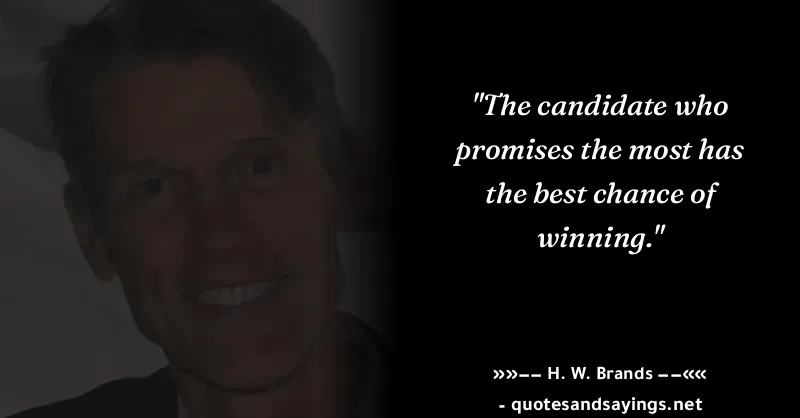 "The candidate who
promises the most has
the best chance of
winning."
»»−− H. W. Brands −−««
- quotesandsayings.net